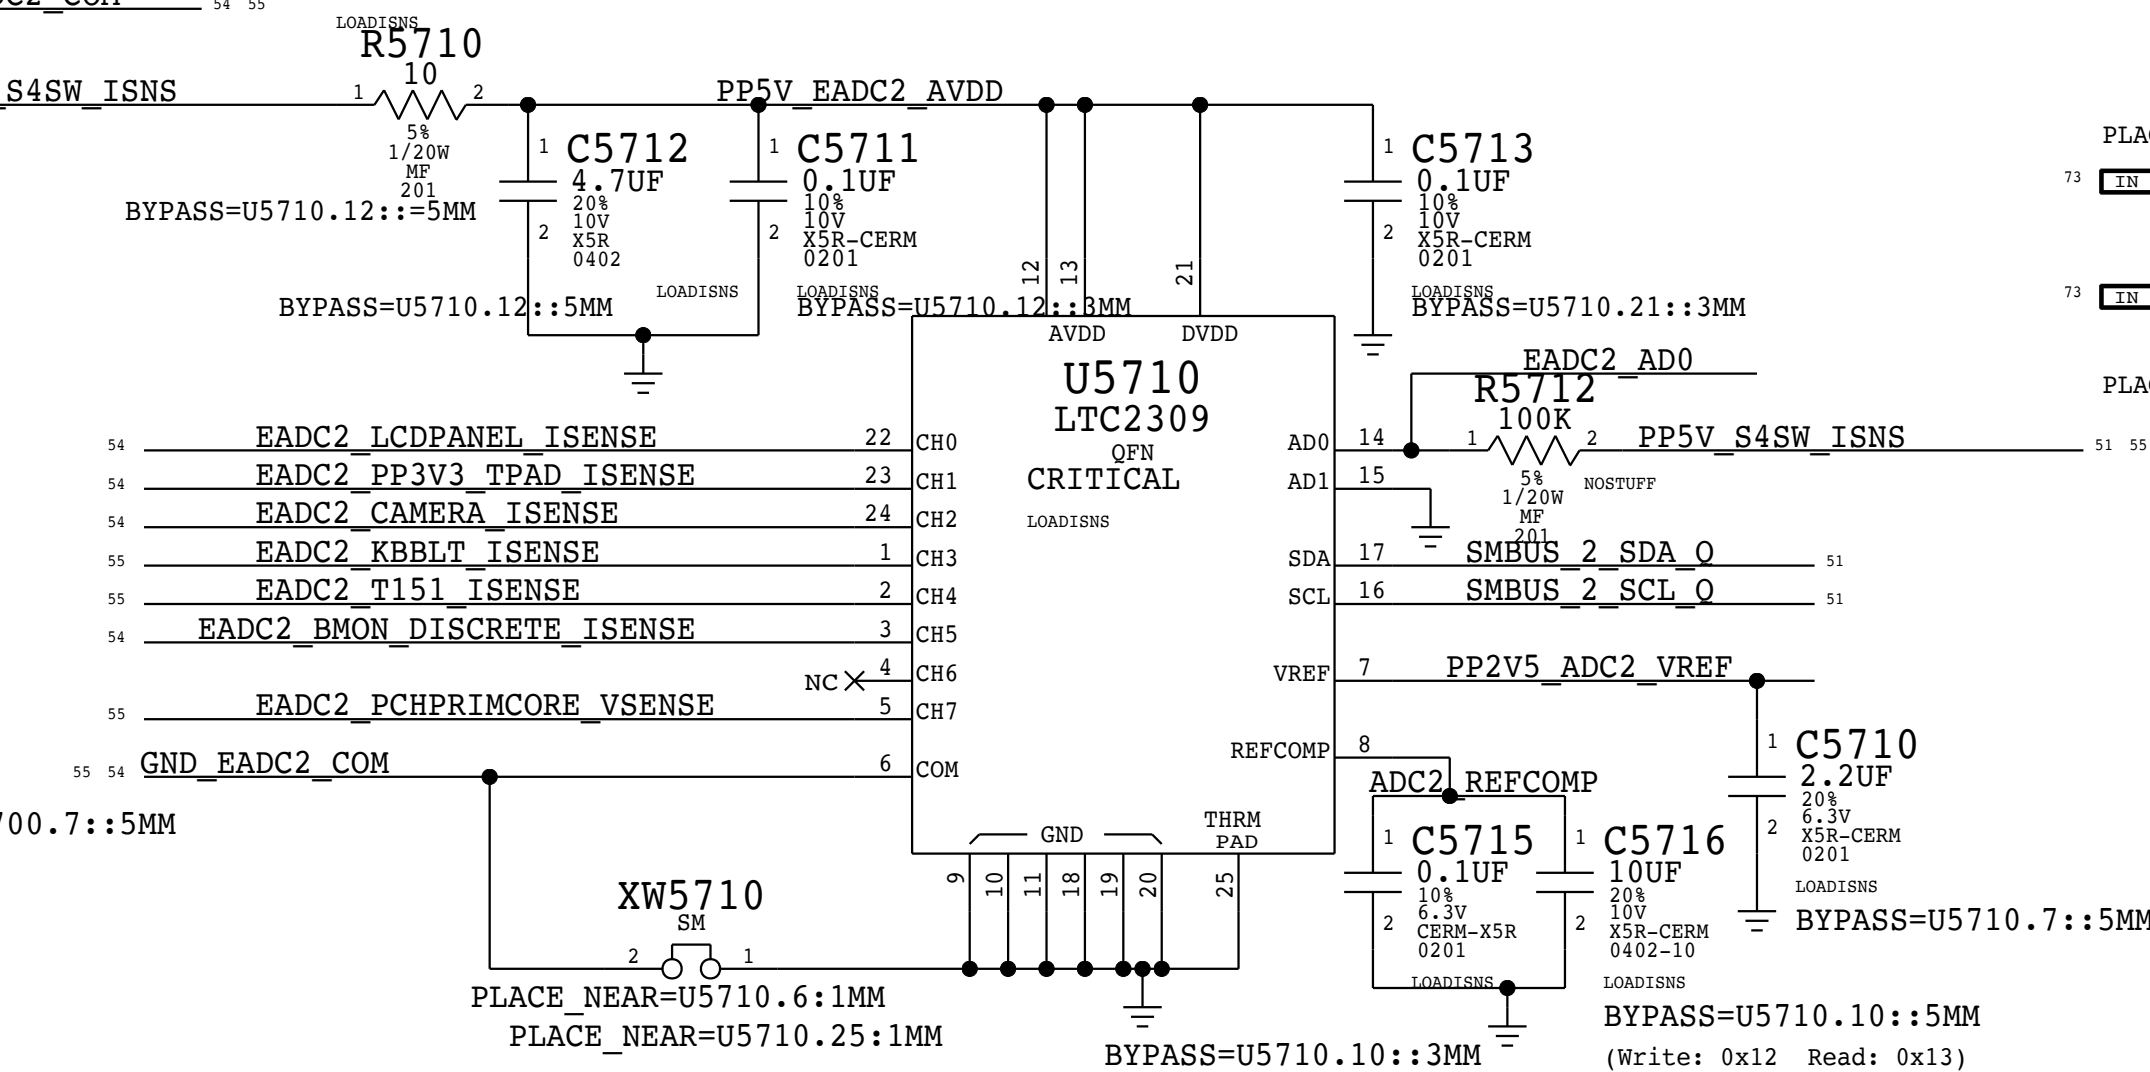 54 55
LOADISNS
R5710
10
S4SW_ISNS
1
2
5%
1/20W
MF
201
BYPASS=U5710.12::=5MM
PP5V_EADC2_AVDD
1
C5712
4.7UF
20%
10V
X5R
0402
2
BYPASS=U5710.12::5MM
LOADISNS
1
C5711
0.1UF
10%
10V
X5R-CERM
0201
2
LOADISNS
BYPASS=U5710.12::3MM
12
13
21
1
C5713
0.1UF
10%
10V
X5R-CERM
0201
2
LOADISNS
BYPASS=U5710.21::3MM
73
IN
73
IN
AVDD
DVDD
U5710
LTC2309
QFN
CRITICAL
LOADISNS
EADC2_AD0
R5712
100K
1
2
5%
1/20W
MF
201
NOSTUFF
PP5V_S4SW_ISNS
51 55
54
EADC2_LCDPANEL_ISENSE
22
CH0
54
EADC2_PP3V3_TPAD_ISENSE
23
CH1
54
EADC2_CAMERA_ISENSE
24
CH2
55
EADC2_KBBLT_ISENSE
1
CH3
55
EADC2_T151_ISENSE
2
CH4
54
EADC2_BMON_DISCRETE_ISENSE
3
CH5
NC
4
CH6
55
EADC2_PCHPRIMCORE_VSENSE
5
CH7
55 54
GND_EADC2_COM
6
COM
AD0
14
AD1
15
SDA
17
SMBUS_2_SDA_Q
51
SCL
16
SMBUS_2_SCL_Q
51
VREF
7
PP2V5_ADC2_VREF
REFCOMP
8
ADC2_REFCOMP
1
C5710
2.2UF
20%
6.3V
X5R-CERM
0201
2
LOADISNS
BYPASS=U5710.7::5MM
700.7::5MM
GND
THRM
PAD
9
10
11
18
19
20
25
XW5710
SM
2
1
PLACE_NEAR=U5710.6:1MM
PLACE_NEAR=U5710.25:1MM
1
C5715
0.1UF
10%
6.3V
CERM-X5R
0201
2
LOADISNS
1
C5716
10UF
20%
10V
X5R-CERM
0402-10
2
LOADISNS
BYPASS=U5710.10::5MM
BYPASS=U5710.10::3MM
(Write: 0x12 Read: 0x13)